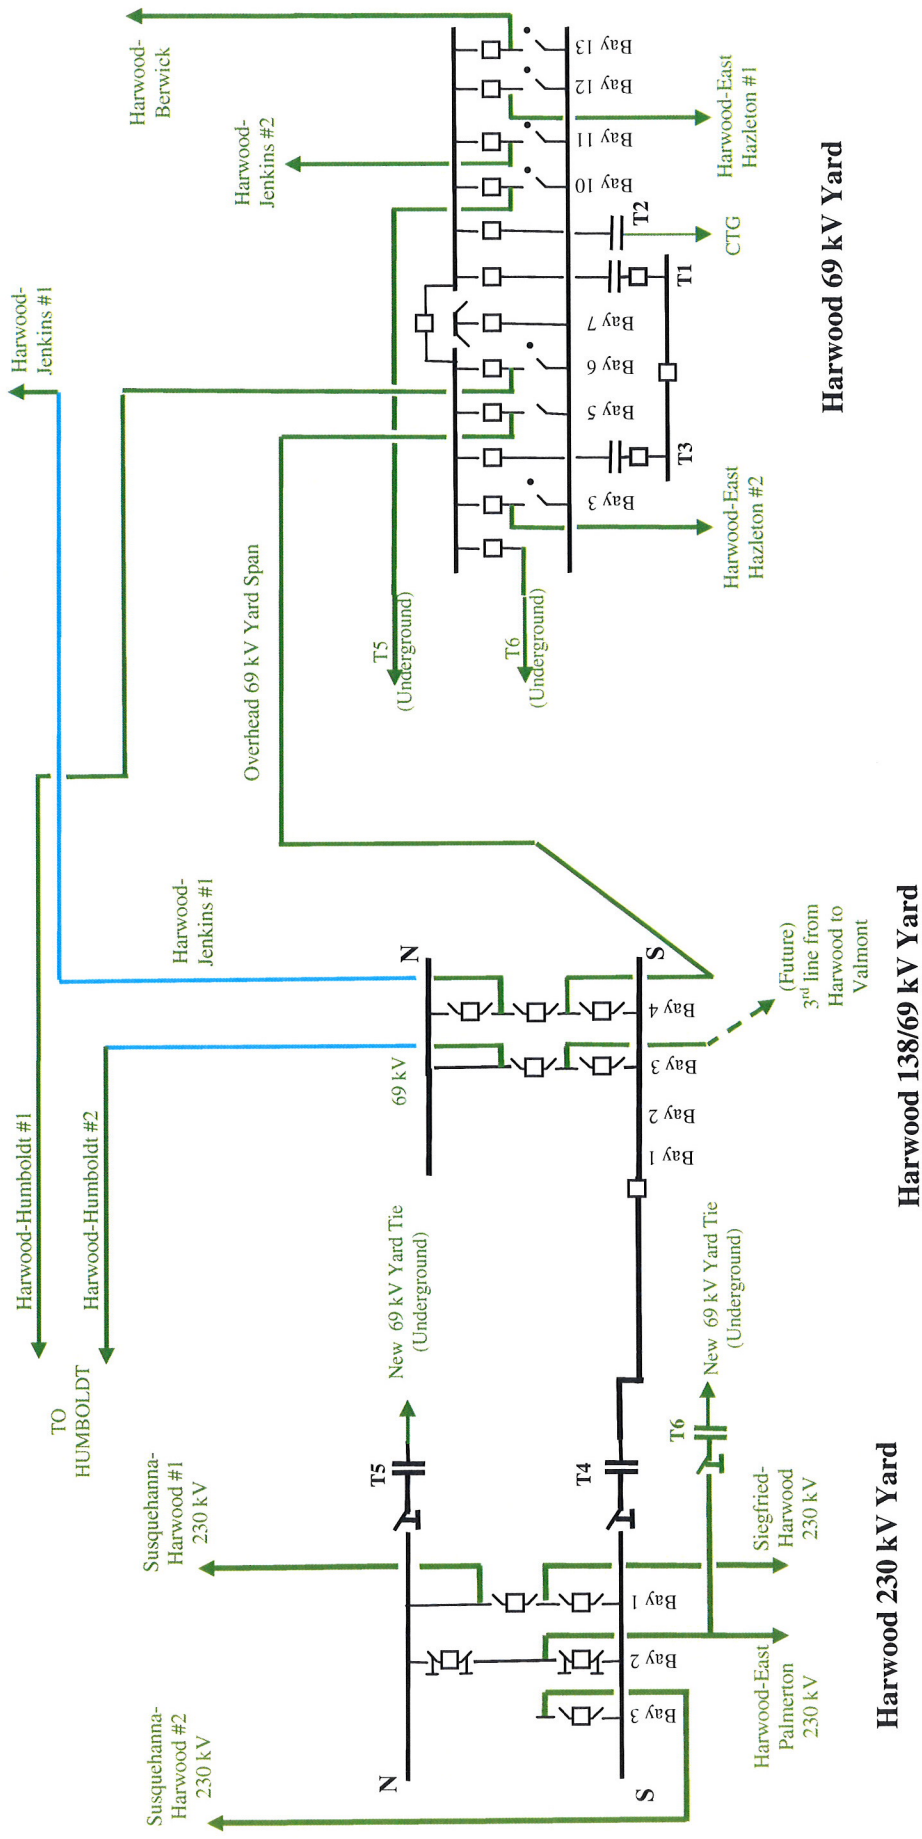 Harwood-
Berwick
Harwood-
Jenkins #2
Harwood-
Jenkins #1
Bay 13
Bay 12
Bay 11
Bay 10
T2
T1
Bay 7
Bay 6
Bay 5
T3
Bay 3
Harwood-East
Hazleton #1
CTG
Harwood-East
Hazleton #2
Harwood 69 kV Yard
Overhead 69 kV Yard Span
T5
(Underground)
T6
(Underground)
Harwood-
Jenkins #1
N
S
69 kV
Bay 4
Bay 3
Bay 2
Bay 1
(Future)
3rd line from
Harwood to
Valmont
Harwood 138/69 kV Yard
Harwood-Humboldt #1
Harwood-Humboldt #2
TO
HUMBOLDT
New 69 kV Yard Tie
(Underground)
New 69 kV Yard Tie
(Underground)
T5
T4
T6
Susquehanna-
Harwood #1
230 kV
Siegfried-
Harwood
230 kV
Bay 1
Bay 2
Bay 3
Harwood-East
Palmerton
230 kV
Susquehanna-
Harwood #2
230 kV
N
S
Harwood 230 kV Yard